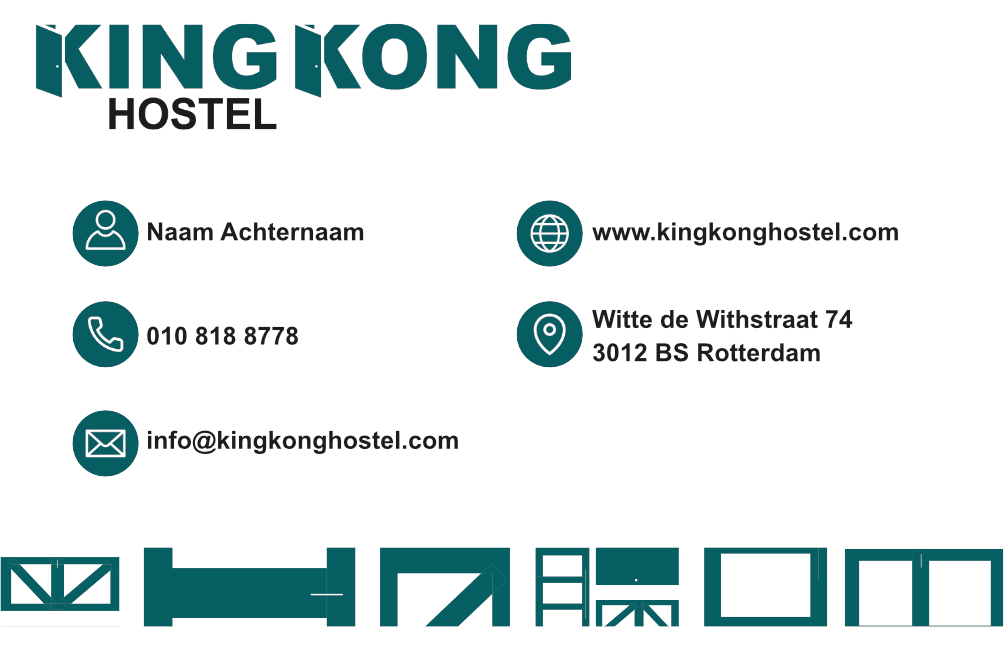 KING KONG
HOSTEL
Naam Achternaam
www.kingkonghostel.com
010 818 8778
Witte de Withstraat 74
3012 BS Rotterdam
info@kingkonghostel.com